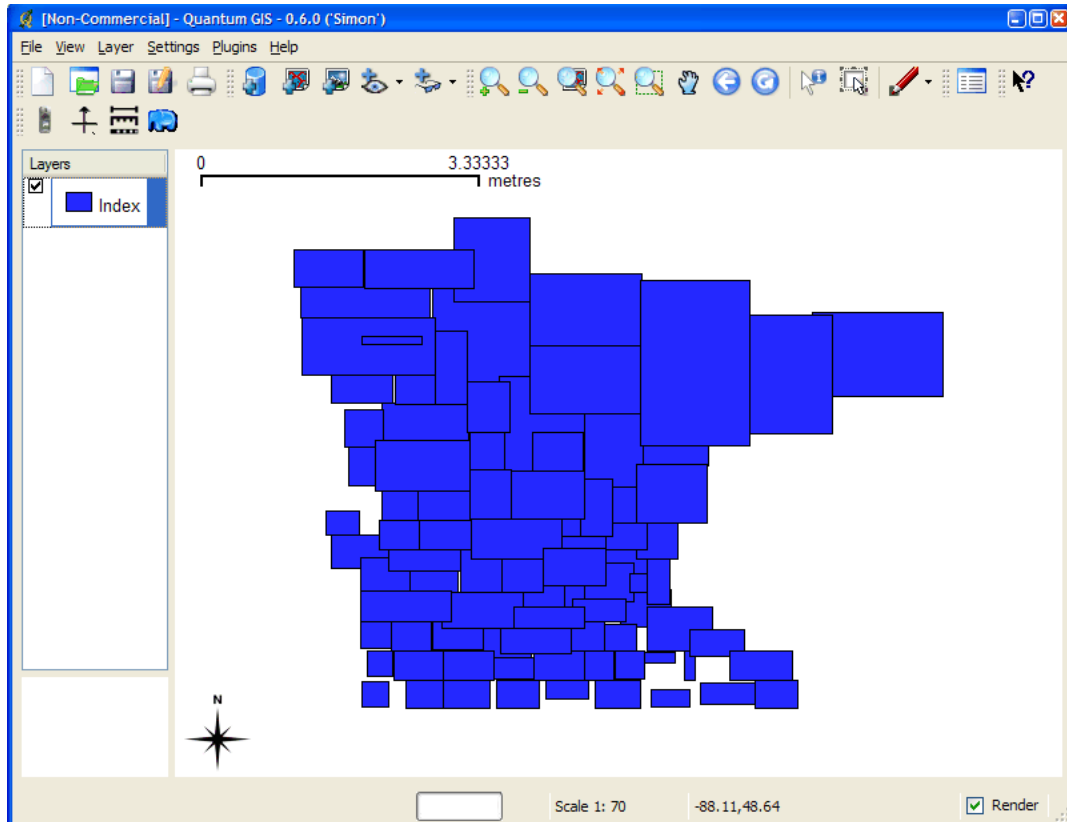 [Non-Commercial] - Quantum GIS - 0.6.0 ('Simon')
File View Layer Settings Plugins Help
Layers
Index
0 3.33333
metres
N
Scale 1: 70 -88.11,48.64 Render